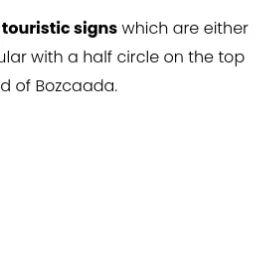 touristic signs which are either
ular with a half circle on the top
d of Bozcaada.